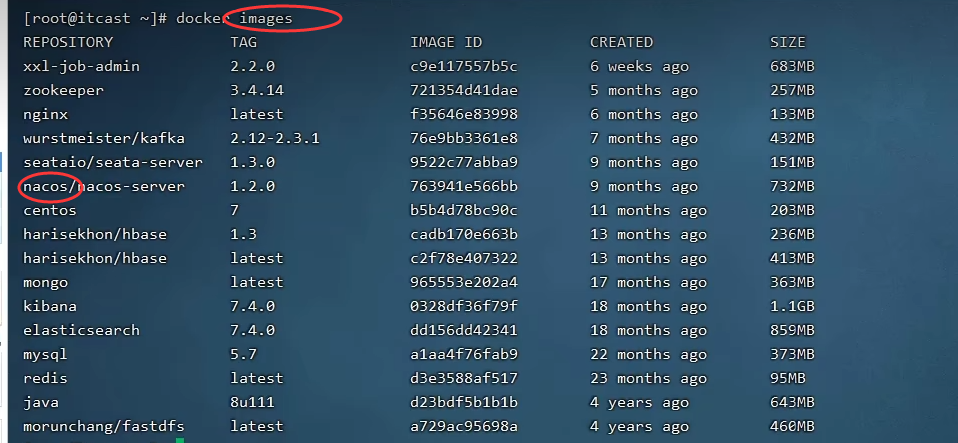 [root@itcast ~]# docker images
REPOSITORY TAG IMAGE ID CREATED SIZE
xxl-job-admin 2.2.0 c9e117557b5c 6 weeks ago 683MB
zookeeper 3.4.14 721354d41dae 5 months ago 257MB
nginx latest f35646e83998 6 months ago 133MB
wurstmeister/kafka 2.12-2.3.1 76e9bb3361e8 7 months ago 432MB
seataio/seata-server 1.3.0 9522c77abba9 9 months ago 151MB
nacos/nacos-server 1.2.0 763941e566bb 9 months ago 732MB
centos 7 b5b4d78bc90c 11 months ago 203MB
harisekhon/hbase 1.3 cadb170e663b 13 months ago 236MB
harisekhon/hbase latest c2f78e407322 13 months ago 413MB
mongo latest 965553e202a4 17 months ago 363MB
kibana 7.4.0 0328df36f79f 18 months ago 1.1GB
elasticsearch 7.4.0 dd156dd42341 18 months ago 859MB
mysql 5.7 a1aa4f76fab9 22 months ago 373MB
redis latest d3e3588af517 23 months ago 95MB
java 8u111 d23bdf5b1b1b 4 years ago 643MB
morunchang/fastdfs latest a729ac95698a 4 years ago 460MB